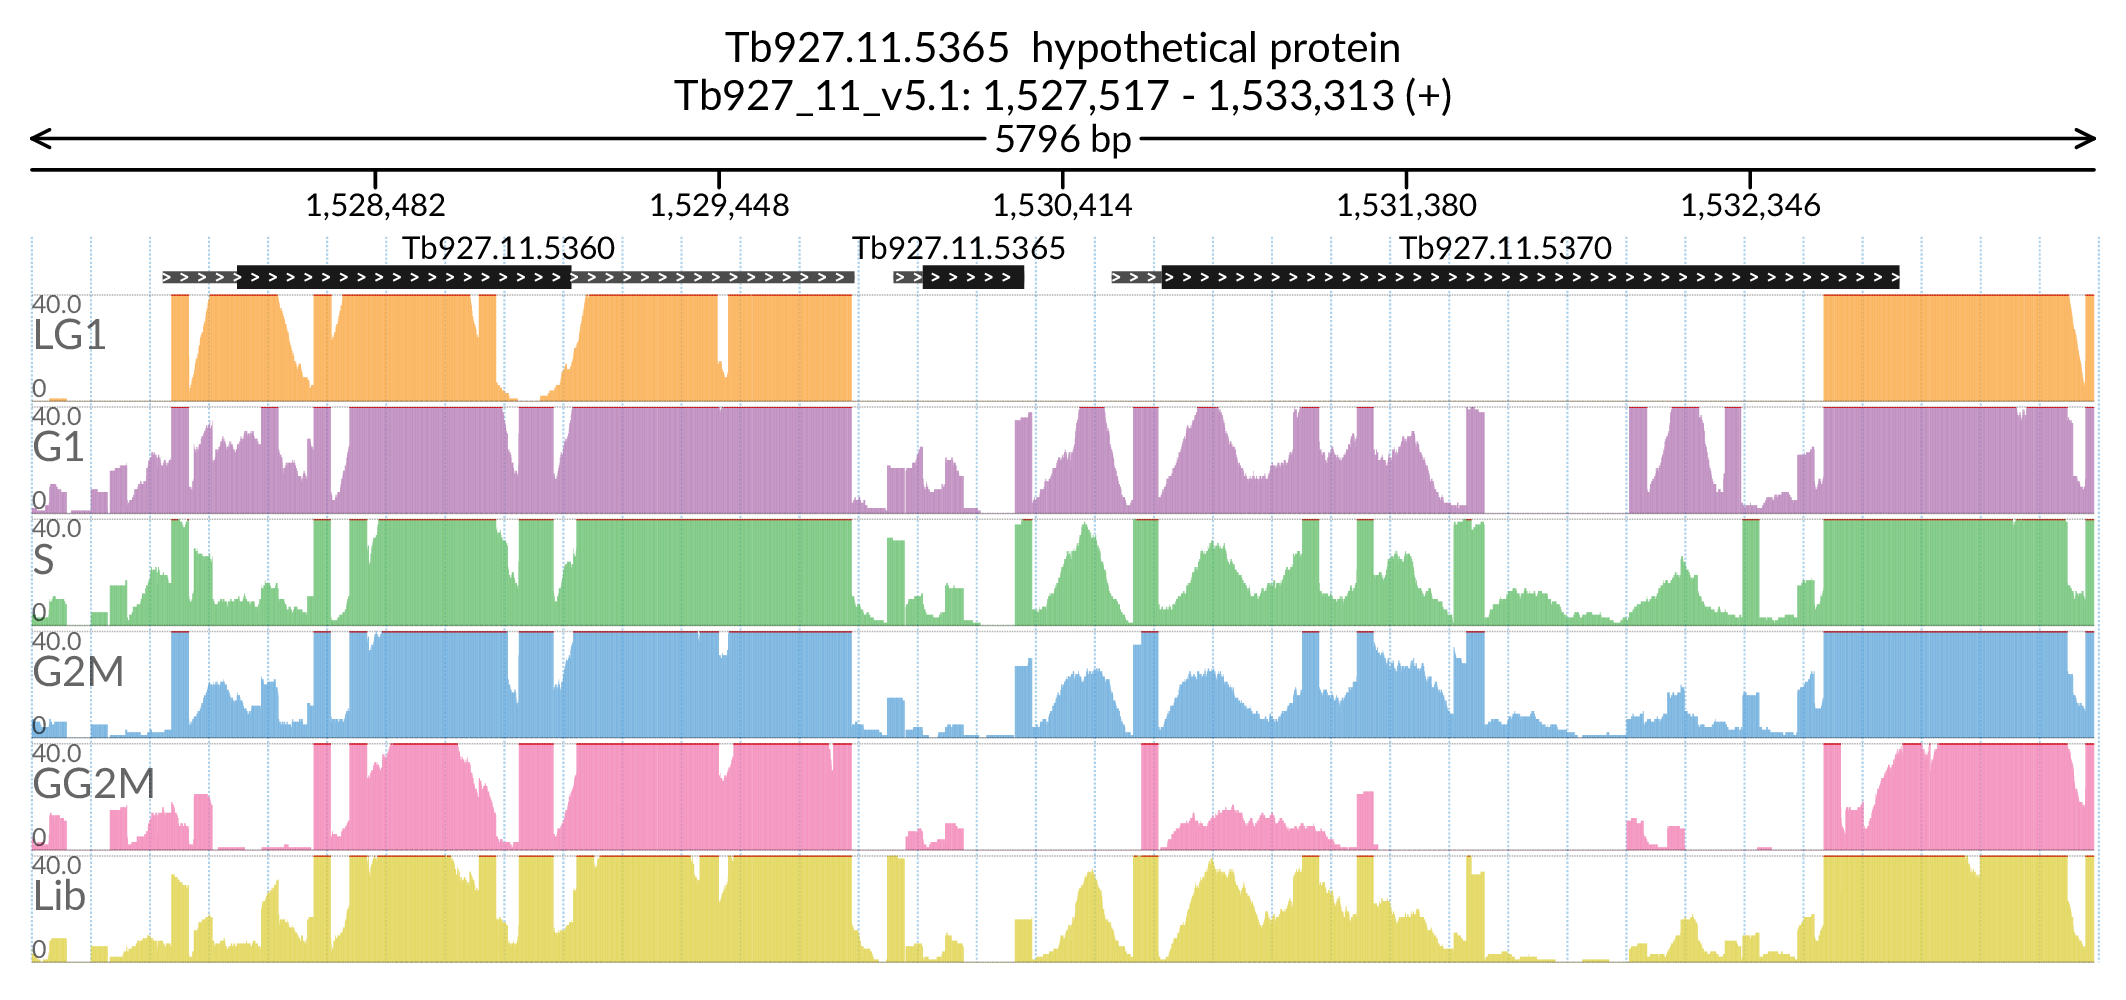 Tb927.11.5365  hypothetical protein
Tb927_11_v5.1: 1,527,517 - 1,533,313 (+)
5796 bp
1,528,482 1,529,448 1,530,414 1,531,380 1,532,346
Tb927.11.5360 Tb927.11.5365 Tb927.11.5370
40.0
LG1
0
40.0
G1
0
40.0
S
0
40.0
G2M
0
40.0
GG2M
0
40.0
Lib
0